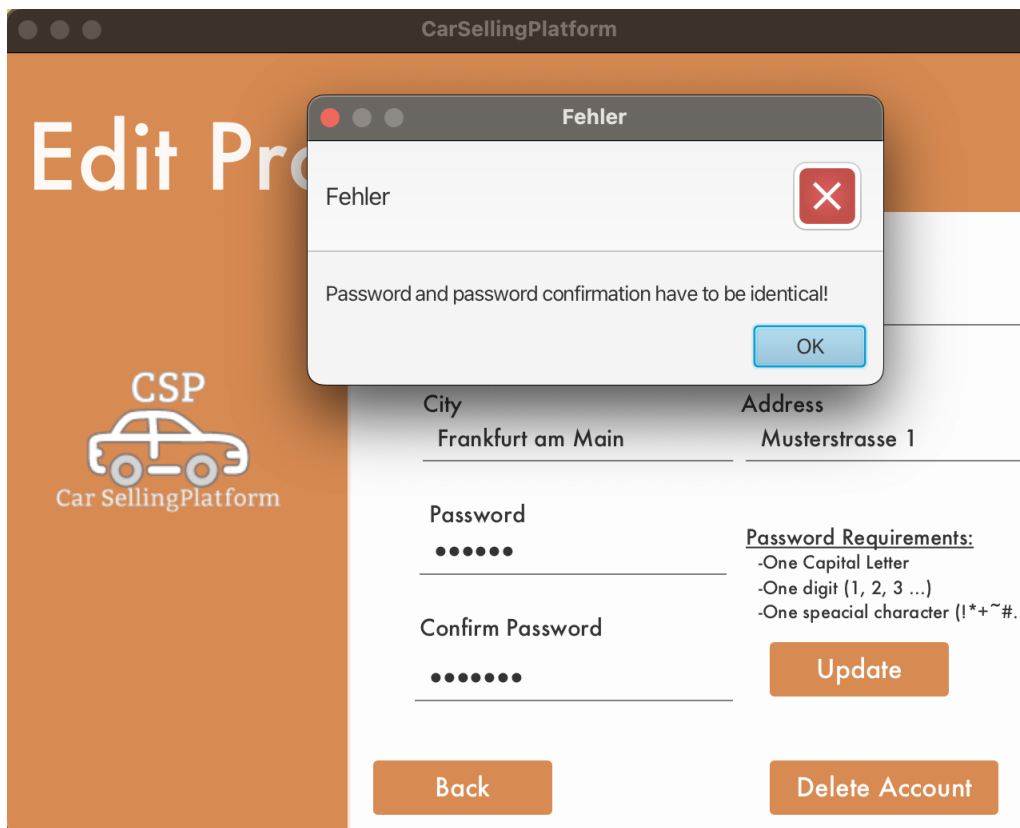 CarSellingPlatform
Edit Pro
Fehler
Fehler
Password and password confirmation have to be identical!
OK
CSP
Car SellingPlatform
City
Frankfurt am Main
Address
Musterstrasse 1
Password
••••••
Confirm Password
•••••••
Password Requirements:
-One Capital Letter
-One digit (1, 2, 3 ...)
-One speacial character (!*+~#.
Update
Back
Delete Account